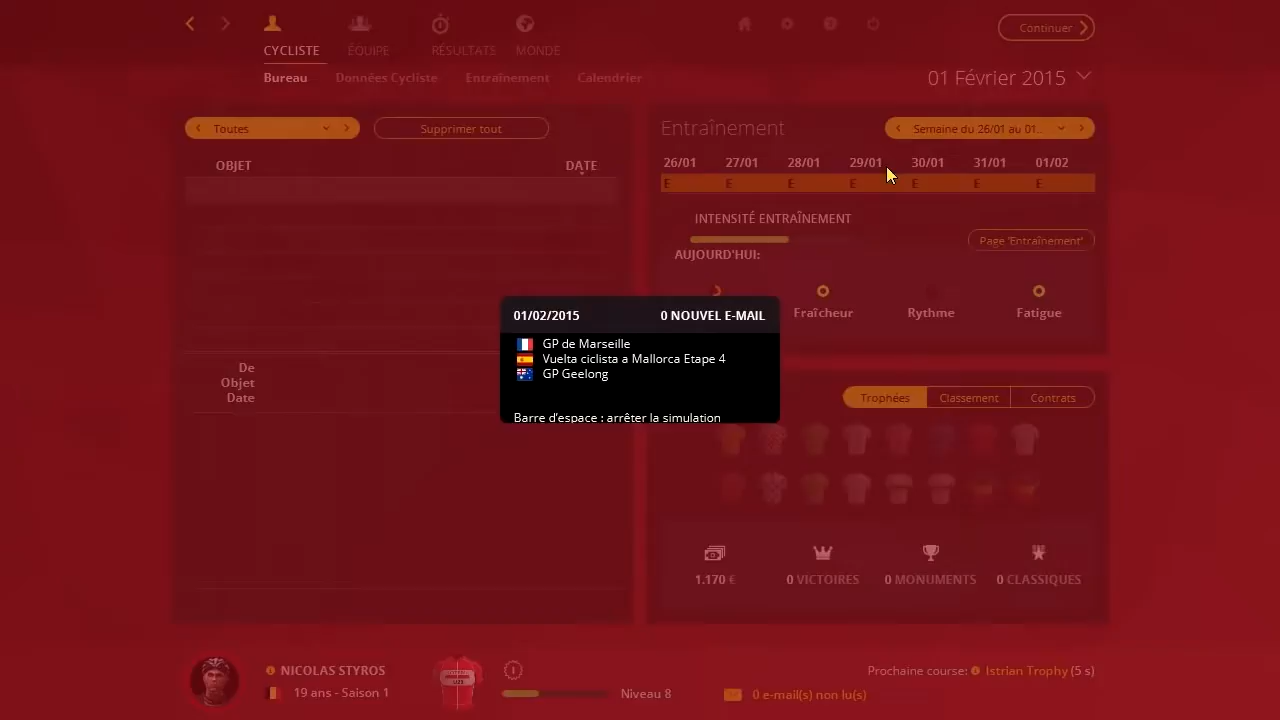 Continuer
CYCLISTE ÉQUIPE RÉSULTATS MONDE
Bureau Données Cycliste Entraînement Calendrier
01 Février 2015
Toutes
Supprimer tout
OBJET DATE
Entraînement
Semaine du 26/01 au 01...
26/01 27/01 28/01 29/01 30/01 31/01 01/02
E E E E E E E
INTENSITÉ ENTRAÎNEMENT
Page 'Entraînement'
AUJOURD'HUI:
Fraîcheur Rythme Fatigue
01/02/2015 0 NOUVEL E-MAIL
GP de Marseille
Vuelta ciclista a Mallorca Etape 4
GP Geelong
Barre d'espace : arrêter la simulation
De
Objet
Date
Trophées Classement Contrats
1.170 € 0 VICTOIRES 0 MONUMENTS 0 CLASSIQUES
NICOLAS STYROS
19 ans - Saison 1
Niveau 8
Prochaine course: Istrian Trophy (5 s)
0 e-mail(s) non lu(s)